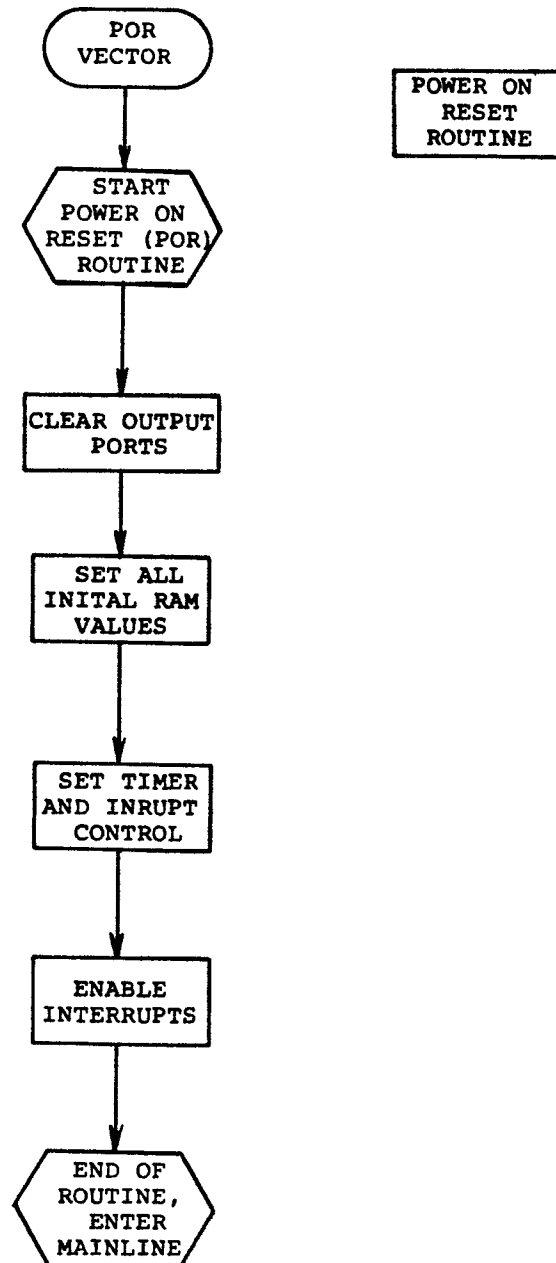 POR
VECTOR
POWER ON
RESET
ROUTINE
START
POWER ON
RESET (POR)
ROUTINE
CLEAR OUTPUT
PORTS
SET ALL
INITAL RAM
VALUES
SET TIMER
AND INRUPT
CONTROL
ENABLE
INTERRUPTS
END OF
ROUTINE,
ENTER
MAINLINE